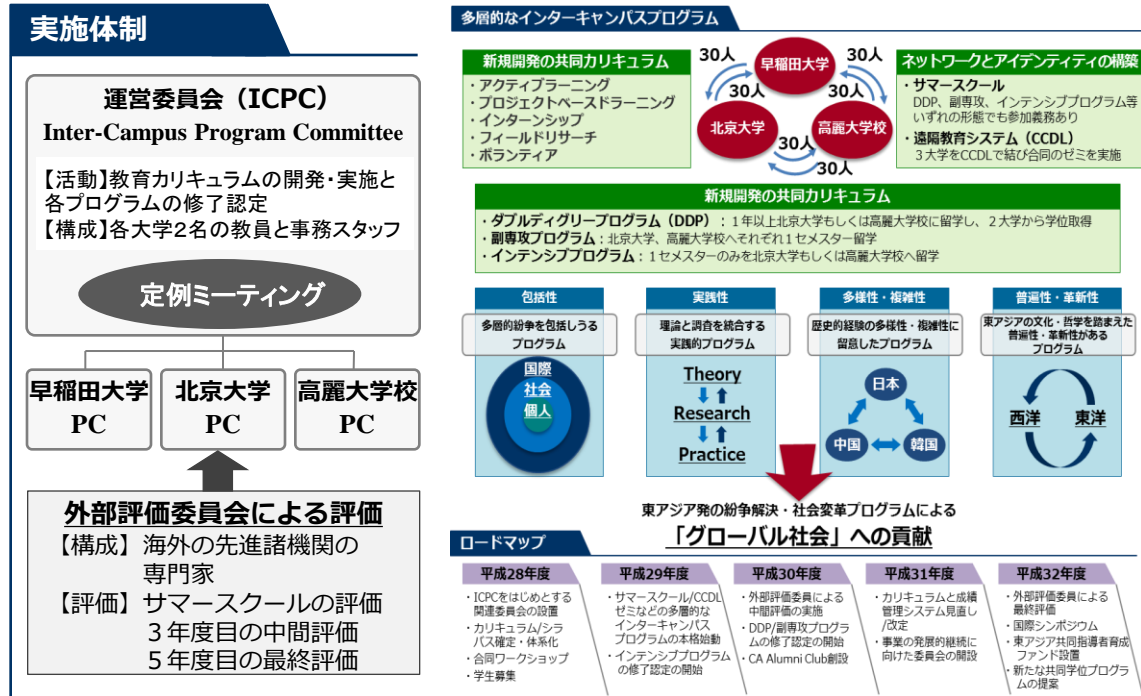 実施体制
運営委員会（ICPC）
Inter-Campus Program Committee
【活動】教育カリキュラムの開発・実施と
各プログラムの修了認定
【構成】各大学２名の教員と事務スタッフ
定例ミーティング
早稲田大学
PC
北京大学
PC
高麗大学校
PC
外部評価委員会による評価
【構成】海外の先進諸機関の
専門家
【評価】サマースクールの評価
３年度目の中間評価
５年度目の最終評価
多層的なインターキャンパスプログラム
新規開発の共同カリキュラム
・アクティブラーニング
・プロジェクトベースドラーニング
・インターンシップ
・フィールドリサーチ
・ボランティア
30人
早稲田大学
30人
30人
30人
北京大学
高麗大学校
30人
30人
ネットワークとアイデンティティの構築
・サマースクール
DDP、副専攻、インテンシブプログラム等
いずれの形態でも参加義務あり
・遠隔教育システム（CCDL）
３大学をCCDLで結び合同のゼミを実施
新規開発の共同カリキュラム
・ダブルディグリープログラム（DDP）：１年以上北京大学もしくは高麗大学校に留学し、２大学から学位取得
・副専攻プログラム：北京大学、高麗大学校へそれぞれ１セメスター留学
・インテンシブプログラム：１セメスターのみを北京大学もしくは高麗大学校へ留学
包括性
多層的紛争を包括しうる
プログラム
国際
社会
個人
実践性
理論と調査を統合する
実践的プログラム
Theory
Research
Practice
多様性・複雑性
歴史的経験の多様性・複雑性に
留意したプログラム
日本
中国
韓国
普遍性・革新性
東アジアの文化・哲学を踏まえた
普遍性・革新性がある
プログラム
西洋
東洋
東アジア発の紛争解決・社会変革プログラムによる
「グローバル社会」への貢献
ロードマップ
平成28年度
・ICPCをはじめとする
関連委員会の設置
・カリキュラム/シラ
バス確定・体系化
・合同ワークショップ
・学生募集
平成29年度
・サマースクール/CCDL
ゼミなどの多層的な
インターキャンパス
プログラムの本格始動
・インテンシブプログラム
の修了認定の開始
平成30年度
・外部評価委員による
中間評価の実施
・DDP/副専攻プログラ
ムの修了認定の開始
・CA Alumni Club創設
平成31年度
・カリキュラムと成績
管理システム見直し
/改定
・事業の発展的継続に
向けた委員会の開設
平成32年度
・外部評価委員による
最終評価
・国際シンポジウム
・東アジア共同指導者育成
ファンド設置
・新たな共同学位プログラ
ムの提案